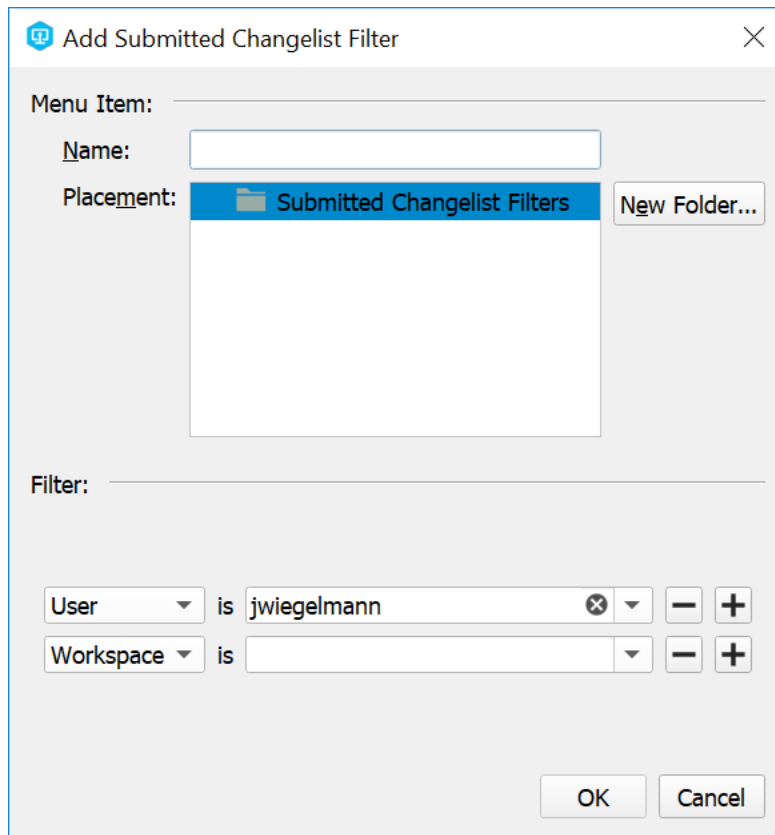 Add Submitted Changelist Filter
Menu Item:
Name:
Placement:
Submitted Changelist Filters
New Folder...
Filter:
User is jwiegelmann
Workspace is
OK Cancel